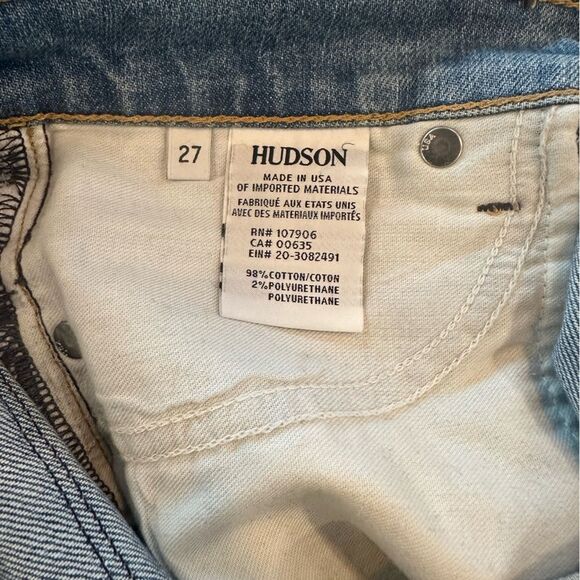 27
HUDSON
MADE IN USA
OF IMPORTED MATERIALS
FABRIQUÉ AUX ETATS UNIS
AVEC DES MATERIAUX IMPORTÉS
RN# 107906
CA# 00635
EIN# 20-3082491
98%COTTON/COTON
2%POLYURETHANE
POLYURETHANE
USA